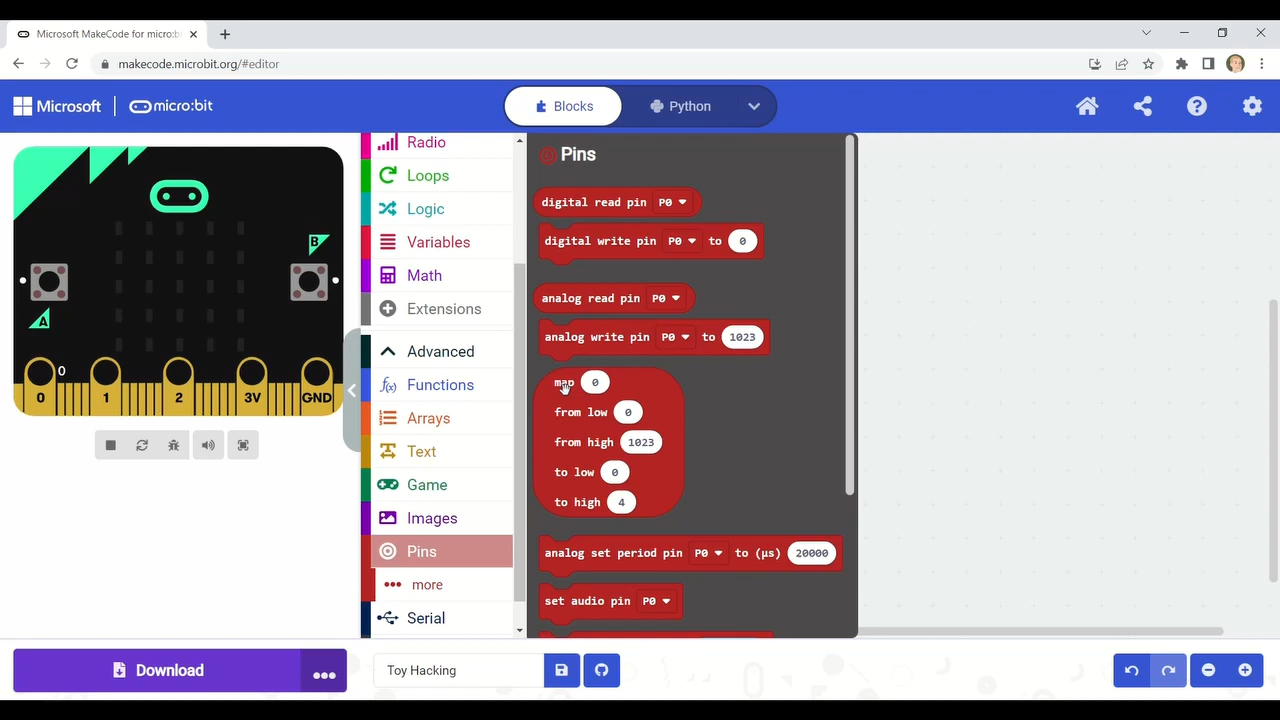 Microsoft MakeCode for micro:b
makecode.microbit.org/#editor
Microsoft
micro:bit
Blocks
Python
B
A
0
0
1
2
3V
GND
Radio
Loops
Logic
Variables
Math
Extensions
Advanced
Functions
Arrays
Text
Game
Images
Pins
more
Serial
Pins
digital read pin P0
digital write pin P0 to 0
analog read pin P0
analog write pin P0 to 1023
map 0
from low 0
from high 1023
to low 0
to high 4
analog set period pin P0 to (µs) 20000
set audio pin P0
Download
Toy Hacking